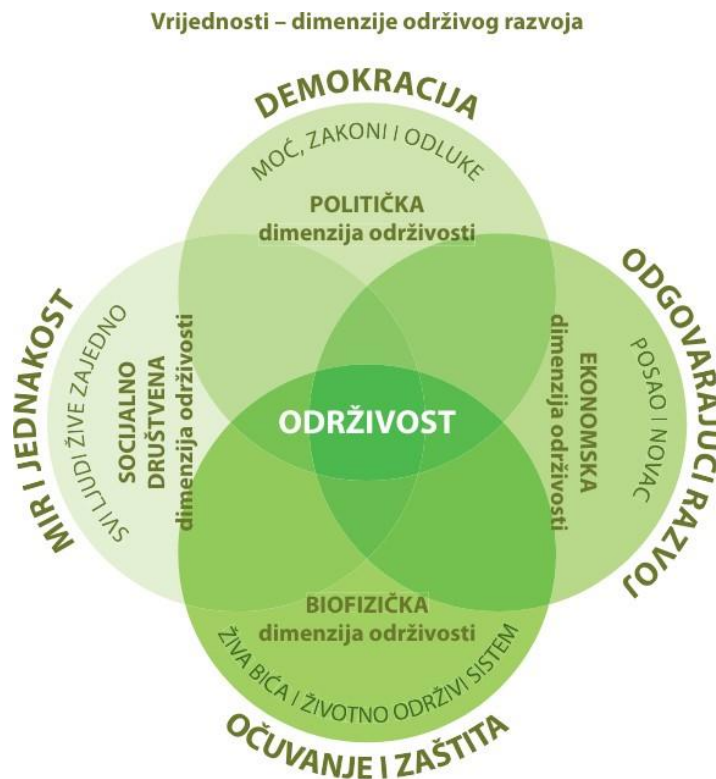 Vrijednosti – dimenzije održivog razvoja
DEMOKRACIJA
MOĆ, ZAKONI I ODLUKE
POLITIČKA
dimenzija održivosti
MIR I JEDNAKOST
SVI LJUDI ŽIVE ZAJEDNO
SOCIJALNO
DRUŠTVENA
dimenzija održivosti
ODRŽIVOST
EKONOMSKA
dimenzija održivosti
POSAO I NOVAC
ODGOVARAJUĆI RAZVOJ
BIOFIZIČKA
dimenzija održivosti
ŽIVA BIĆA I ŽIVOTNO ODRŽIVI SISTEM
OČUVANJE I ZAŠTITA